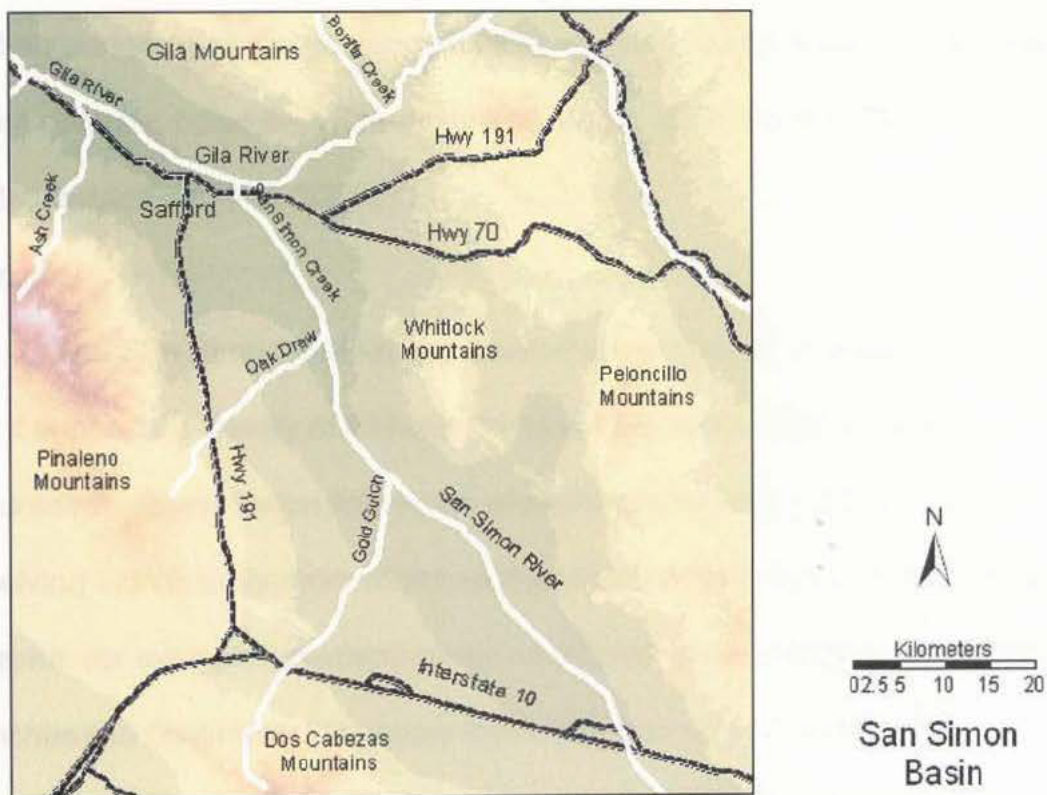 Gila Mountains
Bonita Creek
Gila River
Hwy 191
Gila River
San Simon Creek
Safford
Ash Creek
Hwy 70
Whitlock
Mountains
Oak Draw
Peloncillo
Mountains
Pinaleno
Mountains
Hwy 191
Gold Gulch
San Simon River
N
Interstate 10
Kilometers
02.5 5 10 15 20
Dos Cabezas
Mountains
San Simon
Basin